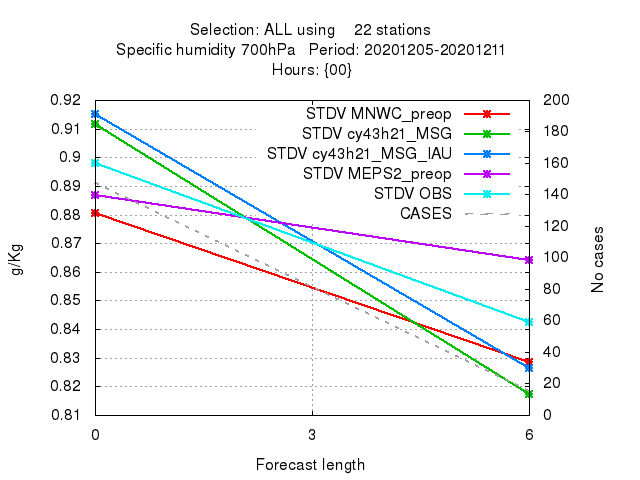 Selection: ALL using    22 stations
Specific humidity 700hPa   Period: 20201205-20201211
Hours: {00}
0.92
0.91
0.9
0.89
0.88
0.87
0.86
0.85
0.84
0.83
0.82
0.81
200
180
160
140
120
100
80
60
40
20
0
STDV MNWC_preop
STDV cy43h21_MSG
STDV cy43h21_MSG_IAU
STDV MEPS2_preop
STDV OBS
CASES
g/Kg
No cases
0
3
6
Forecast length